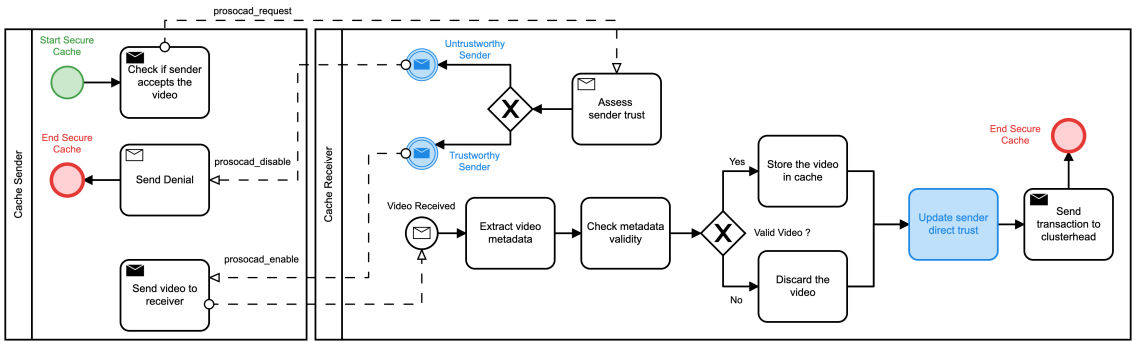 prosocad_request
Cache Sender
Start Secure
Cache
Check if sender
accepts the
video
End Secure
Cache
Send Denial
prosocad_disable
Send video to
receiver
prosocad_enable
Cache Receiver
Untrustworthy
Sender
Trustworthy
Sender
X
Assess
sender trust
Video Received
Extract video
metadata
Check metadata
validity
X
Valid Video ?
Yes
No
Store the video
in cache
Discard the
video
Update sender
direct trust
End Secure
Cache
Send
transaction to
clusterhead